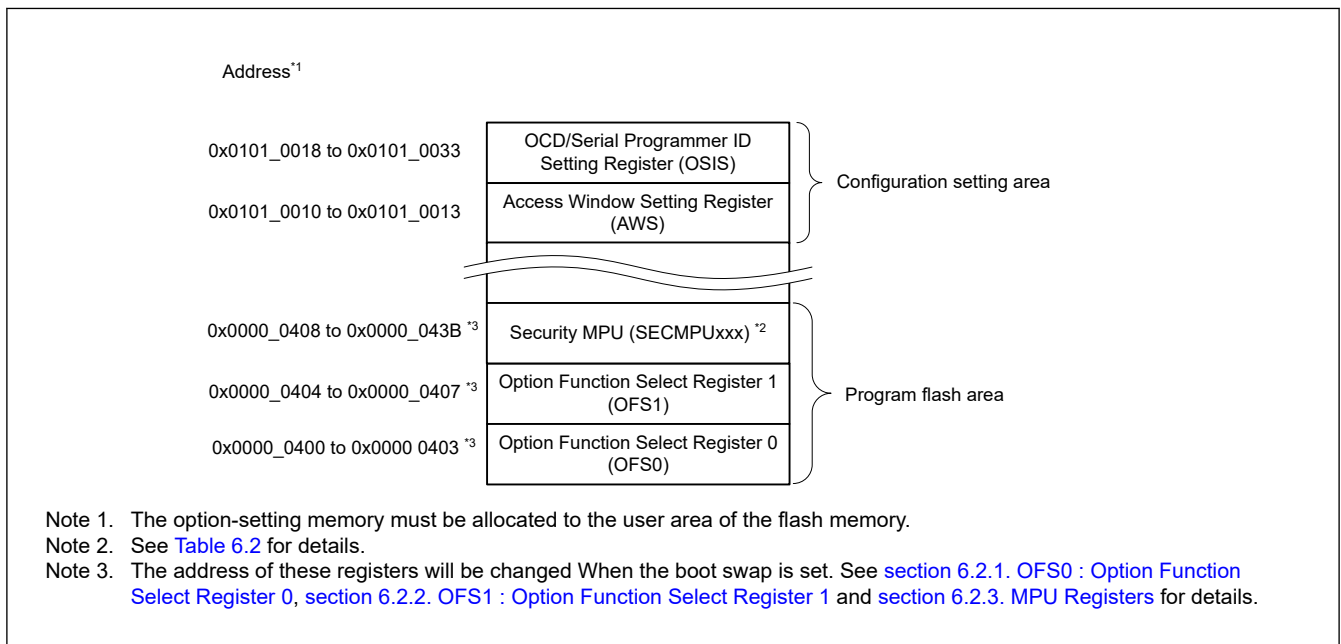 Address*1
0x0101_0018 to 0x0101_0033
OCD/Serial Programmer ID
Setting Register (OSIS)
Configuration setting area
0x0101_0010 to 0x0101_0013
Access Window Setting Register
(AWS)
0x0000_0408 to 0x0000_043B *3
Security MPU (SECMPUxxx) *2
0x0000_0404 to 0x0000_0407 *3
Option Function Select Register 1
(OFS1)
Program flash area
0x0000_0400 to 0x0000 0403 *3
Option Function Select Register 0
(OFS0)
Note 1. The option-setting memory must be allocated to the user area of the flash memory.
Note 2. See Table 6.2 for details.
Note 3. The address of these registers will be changed When the boot swap is set. See section 6.2.1. OFS0 : Option Function
Select Register 0, section 6.2.2. OFS1 : Option Function Select Register 1 and section 6.2.3. MPU Registers for details.